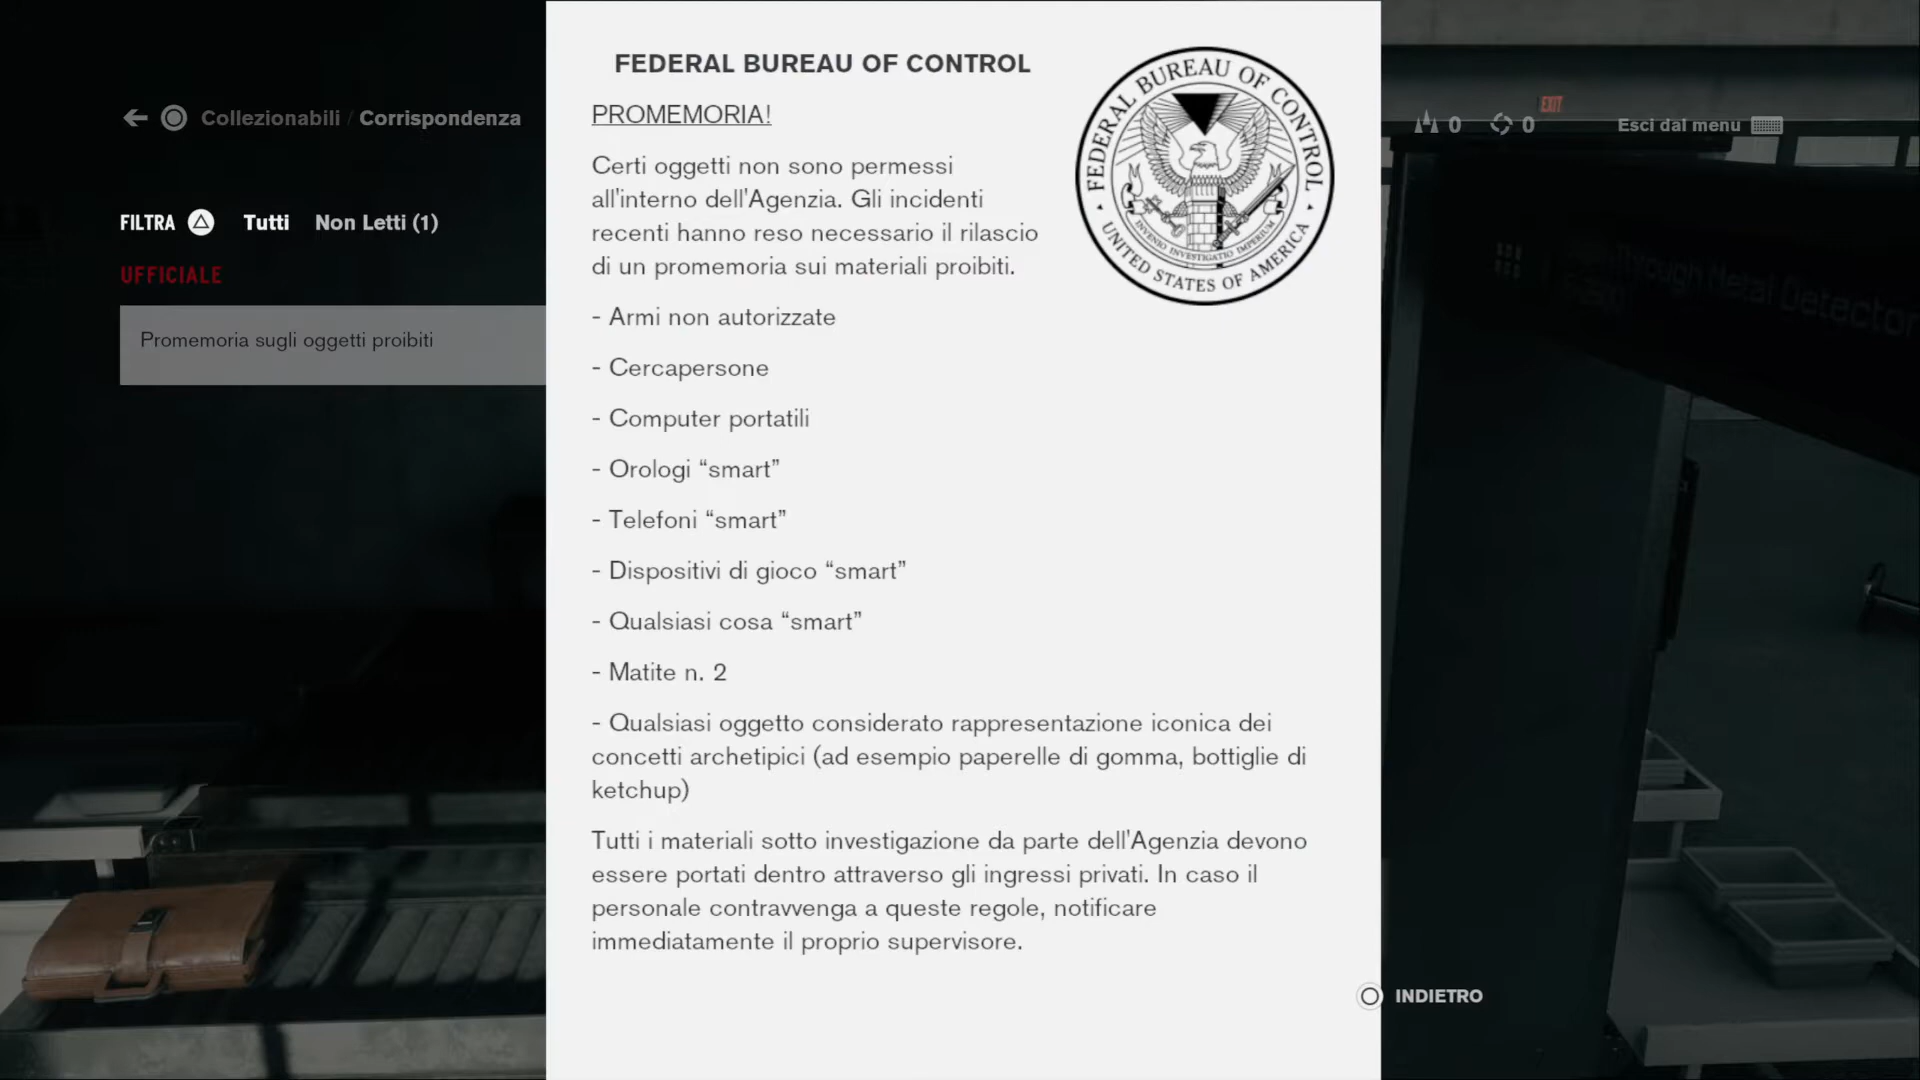 FEDERAL BUREAU OF CONTROL
PROMEMORIA!
Certi oggetti non sono permessi
all'interno dell'Agenzia. Gli incidenti
recenti hanno reso necessario il rilascio
di un promemoria sui materiali proibiti.
- Armi non autorizzate
- Cercapersone
- Computer portatili
- Orologi “smart”
- Telefoni “smart”
- Dispositivi di gioco “smart”
- Qualsiasi cosa “smart”
- Matite n. 2
- Qualsiasi oggetto considerato rappresentazione iconica dei
concetti archetipici (ad esempio paperelle di gomma, bottiglie di
ketchup)
Tutti i materiali sotto investigazione da parte dell'Agenzia devono
essere portati dentro attraverso gli ingressi privati. In caso il
personale contravvenga a queste regole, notificare
immediatamente il proprio supervisore.
FEDERAL BUREAU OF CONTROL
UNITED STATES OF AMERICA
INVENIO INVESTIGATIO IMPERIUM
Collezionabili / Corrispondenza
FILTRA Tutti Non Letti (1)
UFFICIALE
Promemoria sugli oggetti proibiti
0 0 Esci dal menu
EXIT
Through Metal Detector
INDIETRO